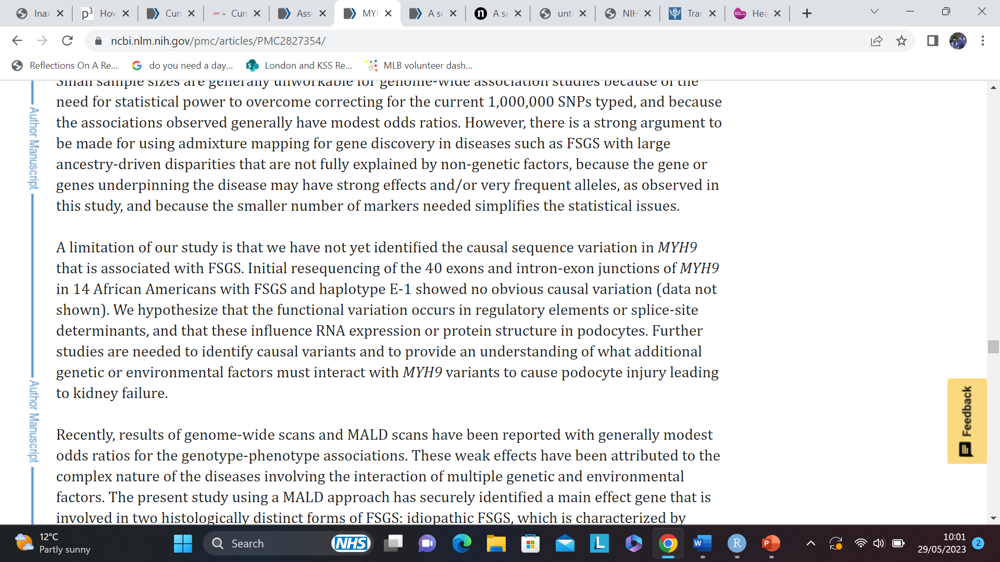 Inax
p³ Hov
Curr
JASN Curr
Asso
MYH
A se
n A se
unti
NIH
Tran
Hea
ncbi.nlm.nih.gov/pmc/articles/PMC2827354/
Reflections On A Re...
G do you need a day...
S London and KSS Re...
MLB volunteer dash...
Small sample sizes are generally unworkable for genome-wide association studies because of the
need for statistical power to overcome correcting for the current 1,000,000 SNPs typed, and because
the associations observed generally have modest odds ratios. However, there is a strong argument to
be made for using admixture mapping for gene discovery in diseases such as FSGS with large
ancestry-driven disparities that are not fully explained by non-genetic factors, because the gene or
genes underpinning the disease may have strong effects and/or very frequent alleles, as observed in
this study, and because the smaller number of markers needed simplifies the statistical issues.
A limitation of our study is that we have not yet identified the causal sequence variation in MYH9
that is associated with FSGS. Initial resequencing of the 40 exons and intron-exon junctions of MYH9
in 14 African Americans with FSGS and haplotype E-1 showed no obvious causal variation (data not
shown). We hypothesize that the functional variation occurs in regulatory elements or splice-site
determinants, and that these influence RNA expression or protein structure in podocytes. Further
studies are needed to identify causal variants and to provide an understanding of what additional
genetic or environmental factors must interact with MYH9 variants to cause podocyte injury leading
to kidney failure.
Recently, results of genome-wide scans and MALD scans have been reported with generally modest
odds ratios for the genotype-phenotype associations. These weak effects have been attributed to the
complex nature of the diseases involving the interaction of multiple genetic and environmental
factors. The present study using a MALD approach has securely identified a main effect gene that is
involved in two histologically distinct forms of FSGS: idiopathic FSGS, which is characterized by
Author Manuscript
Author Manuscript
Feedback
12°C
Partly sunny
Search
NHS
L
W
R
P
10:01
29/05/2023
2